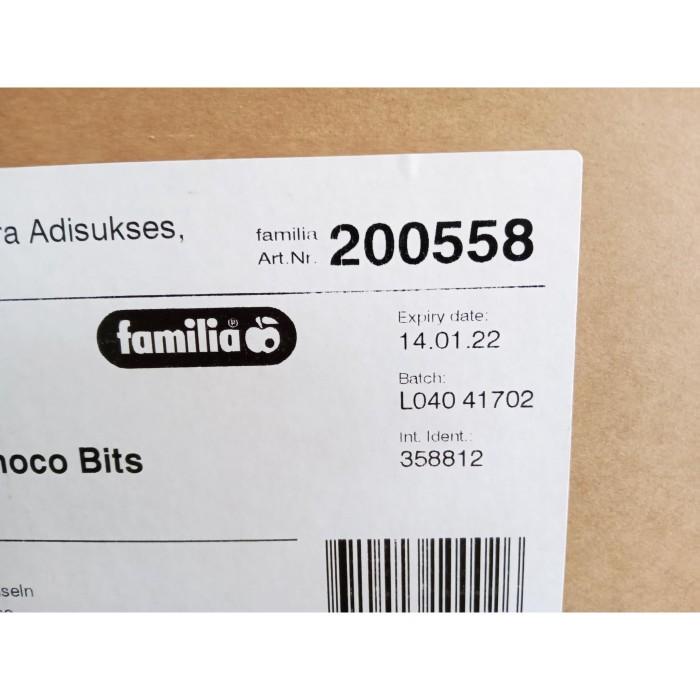 ra Adisukses,
familia
Art.Nr. 200558
familia®
Expiry date:
14.01.22
Batch:
L040 41702
hoco Bits
Int. Ident.:
358812
seln